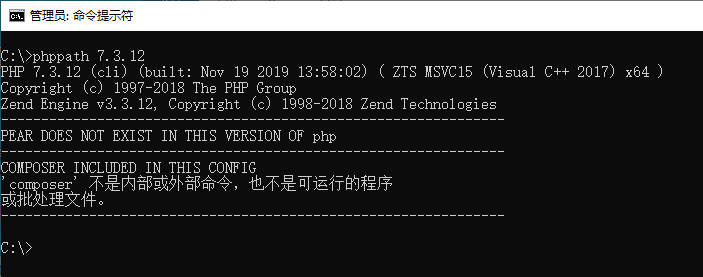 管理员: 命令提示符
C:\>phppath 7.3.12
PHP 7.3.12 (cli) (built: Nov 19 2019 13:58:02) ( ZTS MSVC15 (Visual C++ 2017) x64 )
Copyright (c) 1997-2018 The PHP Group
Zend Engine v3.3.12, Copyright (c) 1998-2018 Zend Technologies
---------------------------------------------------------------
PEAR DOES NOT EXIST IN THIS VERSION OF php
---------------------------------------------------------------
COMPOSER INCLUDED IN THIS CONFIG
'composer' 不是内部或外部命令，也不是可运行的程序
或批处理文件。
---------------------------------------------------------------
C:\>